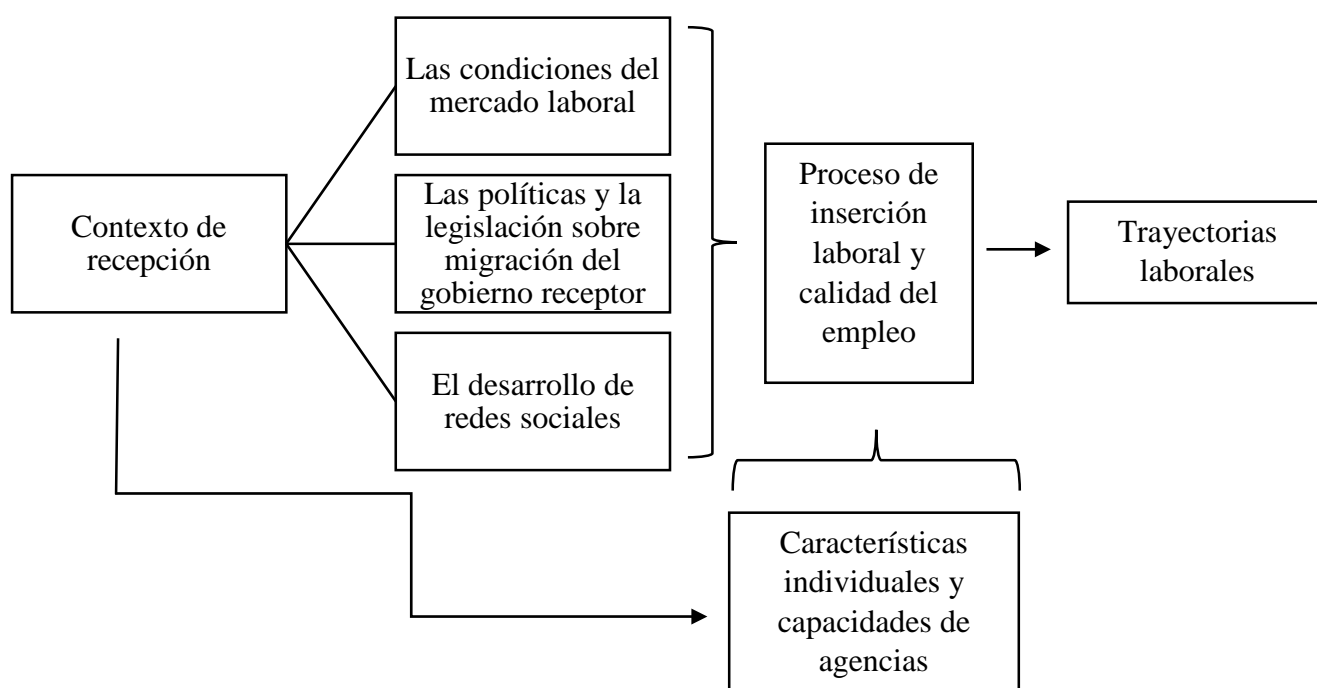 Contexto de
recepción
Las condiciones del
mercado laboral
Las políticas y la
legislación sobre
migración del
gobierno receptor
El desarrollo de
redes sociales
Proceso de
inserción
laboral y
calidad del
empleo
Trayectorias
laborales
Características
individuales y
capacidades de
agencias